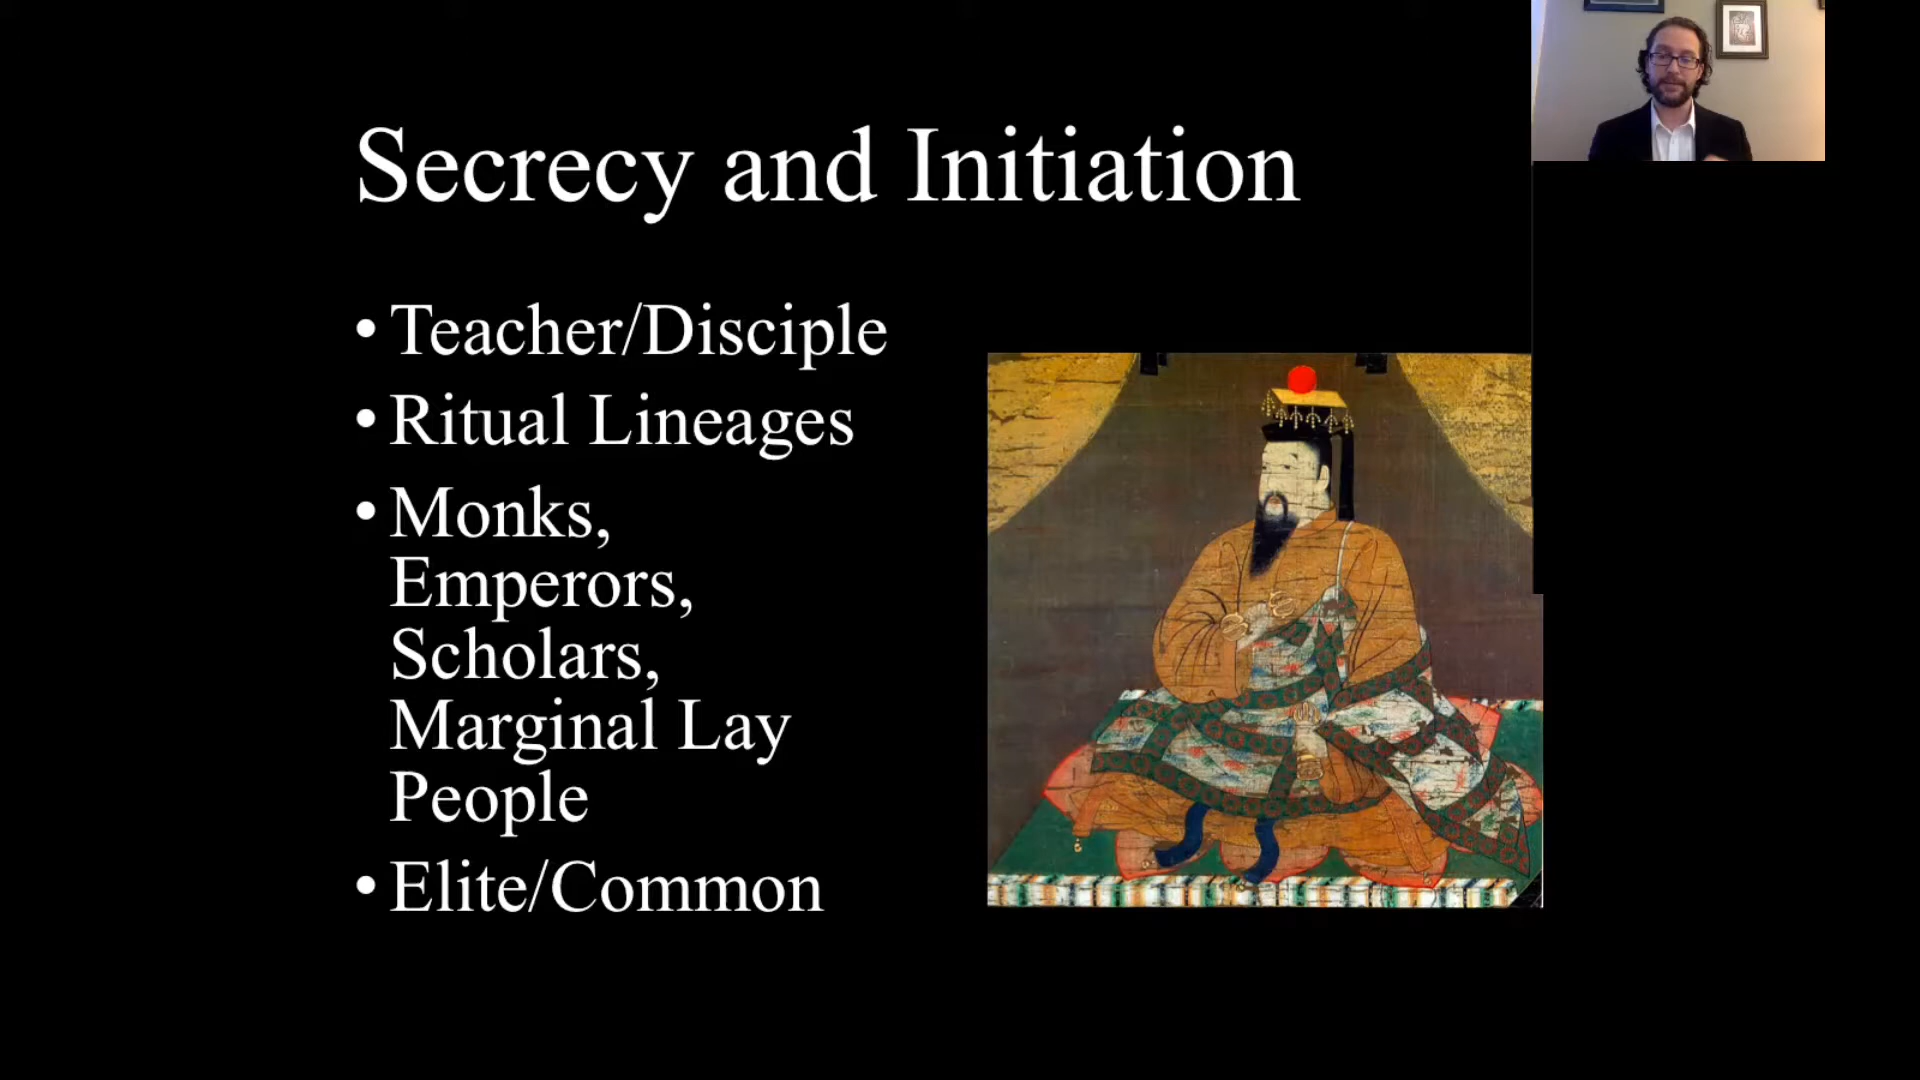 Secrecy and Initiation
• Teacher/Disciple
• Ritual Lineages
• Monks,
Emperors,
Scholars,
Marginal Lay
People
• Elite/Common